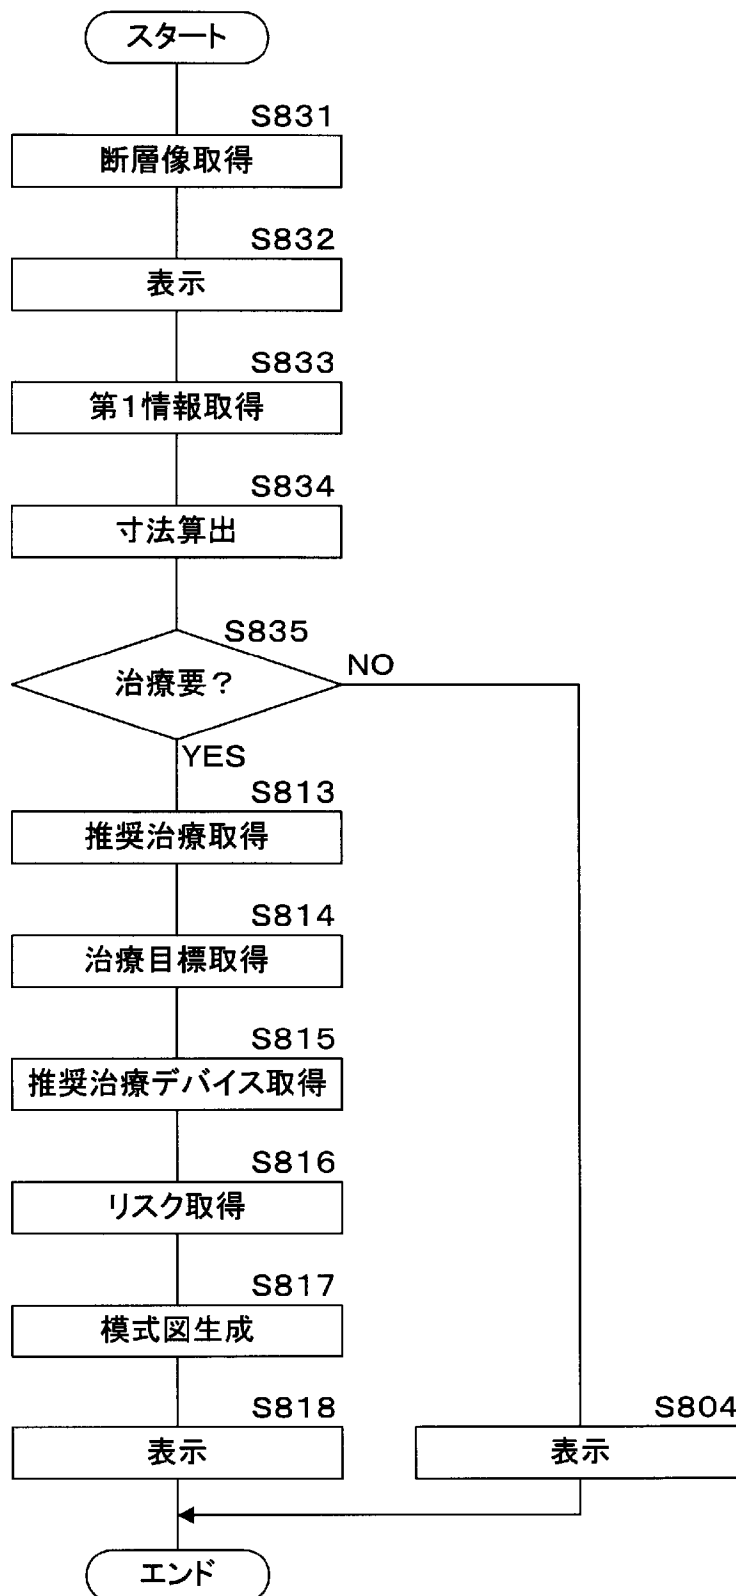 スタート
S831
断層像取得
S832
表示
S833
第1情報取得
S834
寸法算出
S835
治療要？
NO
YES
S813
推奨治療取得
S814
治療目標取得
S815
推奨治療デバイス取得
S816
リスク取得
S817
模式図生成
S818
表示
S804
表示
エンド